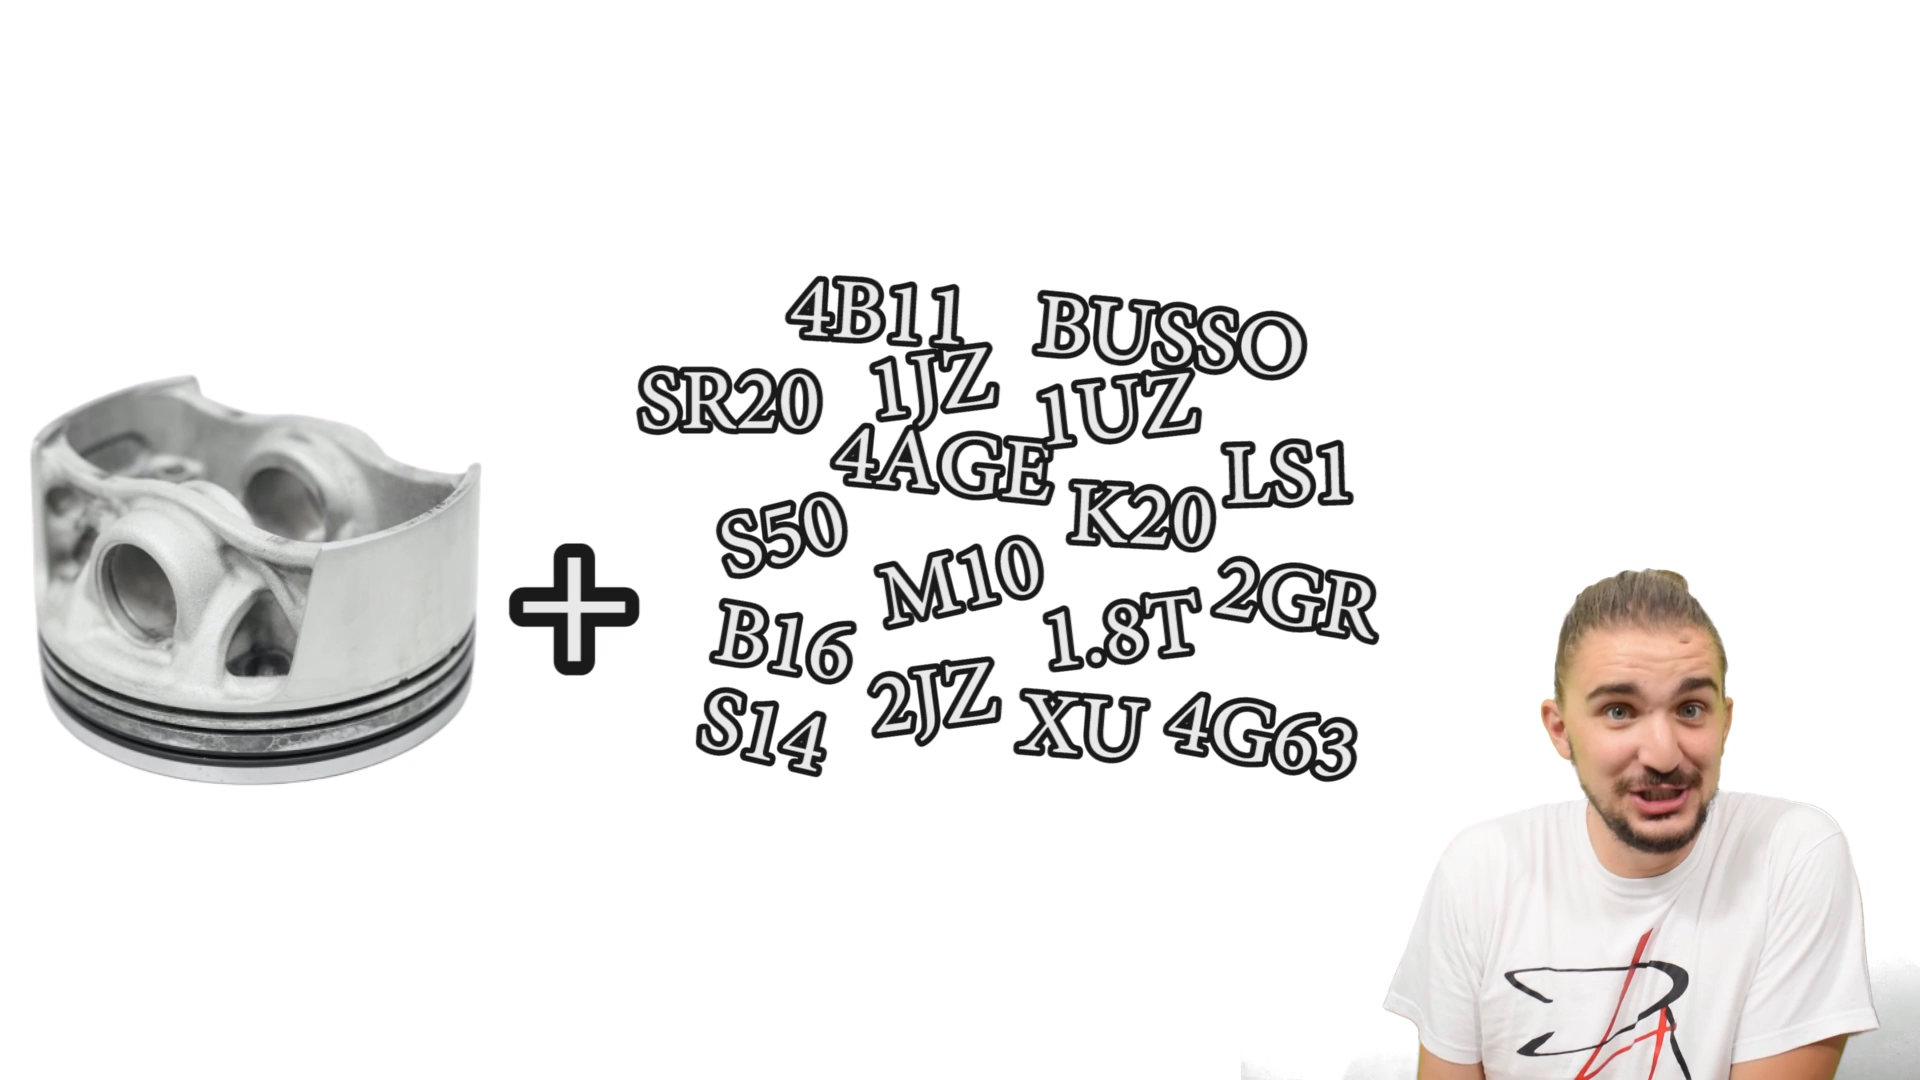 4B11
BUSSO
SR20
1JZ
1UZ
4AGE
LS1
S50
K20
M10
2GR
B16
1.8T
2JZ
S14
XU
4G63